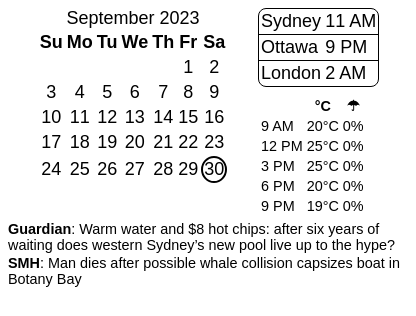 September 2023
Su Mo Tu We Th Fr Sa
1 2
3 4 5 6 7 8 9
10 11 12 13 14 15 16
17 18 19 20 21 22 23
24 25 26 27 28 29 30
Sydney 11 AM
Ottawa 9 PM
London 2 AM
°C ☂
9 AM 20°C 0%
12 PM 25°C 0%
3 PM 25°C 0%
6 PM 20°C 0%
9 PM 19°C 0%
Guardian: Warm water and $8 hot chips: after six years of
waiting does western Sydney's new pool live up to the hype?
SMH: Man dies after possible whale collision capsizes boat in
Botany Bay